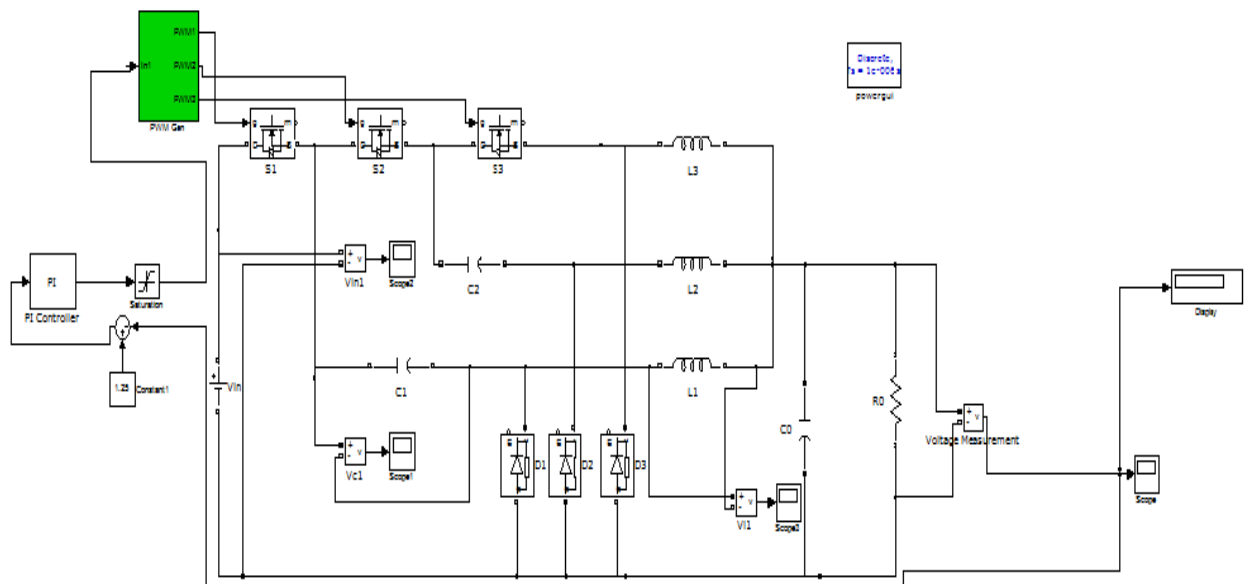 PWM1
In1
PWM2
PWM3
PWM Gen
Discrete,
Ts = 1e-006 s
powergui
g
m
S1
g
m
S2
g
m
S3
L3
PI
PI Controller
Saturation
+
-
v
Vin1
Scope2
C2
L2
Display
1.25
Constant1
+
Vin
C1
L1
C0
R0
+
-
v
Voltage Measurement
+
-
v
Vc1
Scope1
D1
D2
D3
+
-
v
Vl1
Scope3
Scope